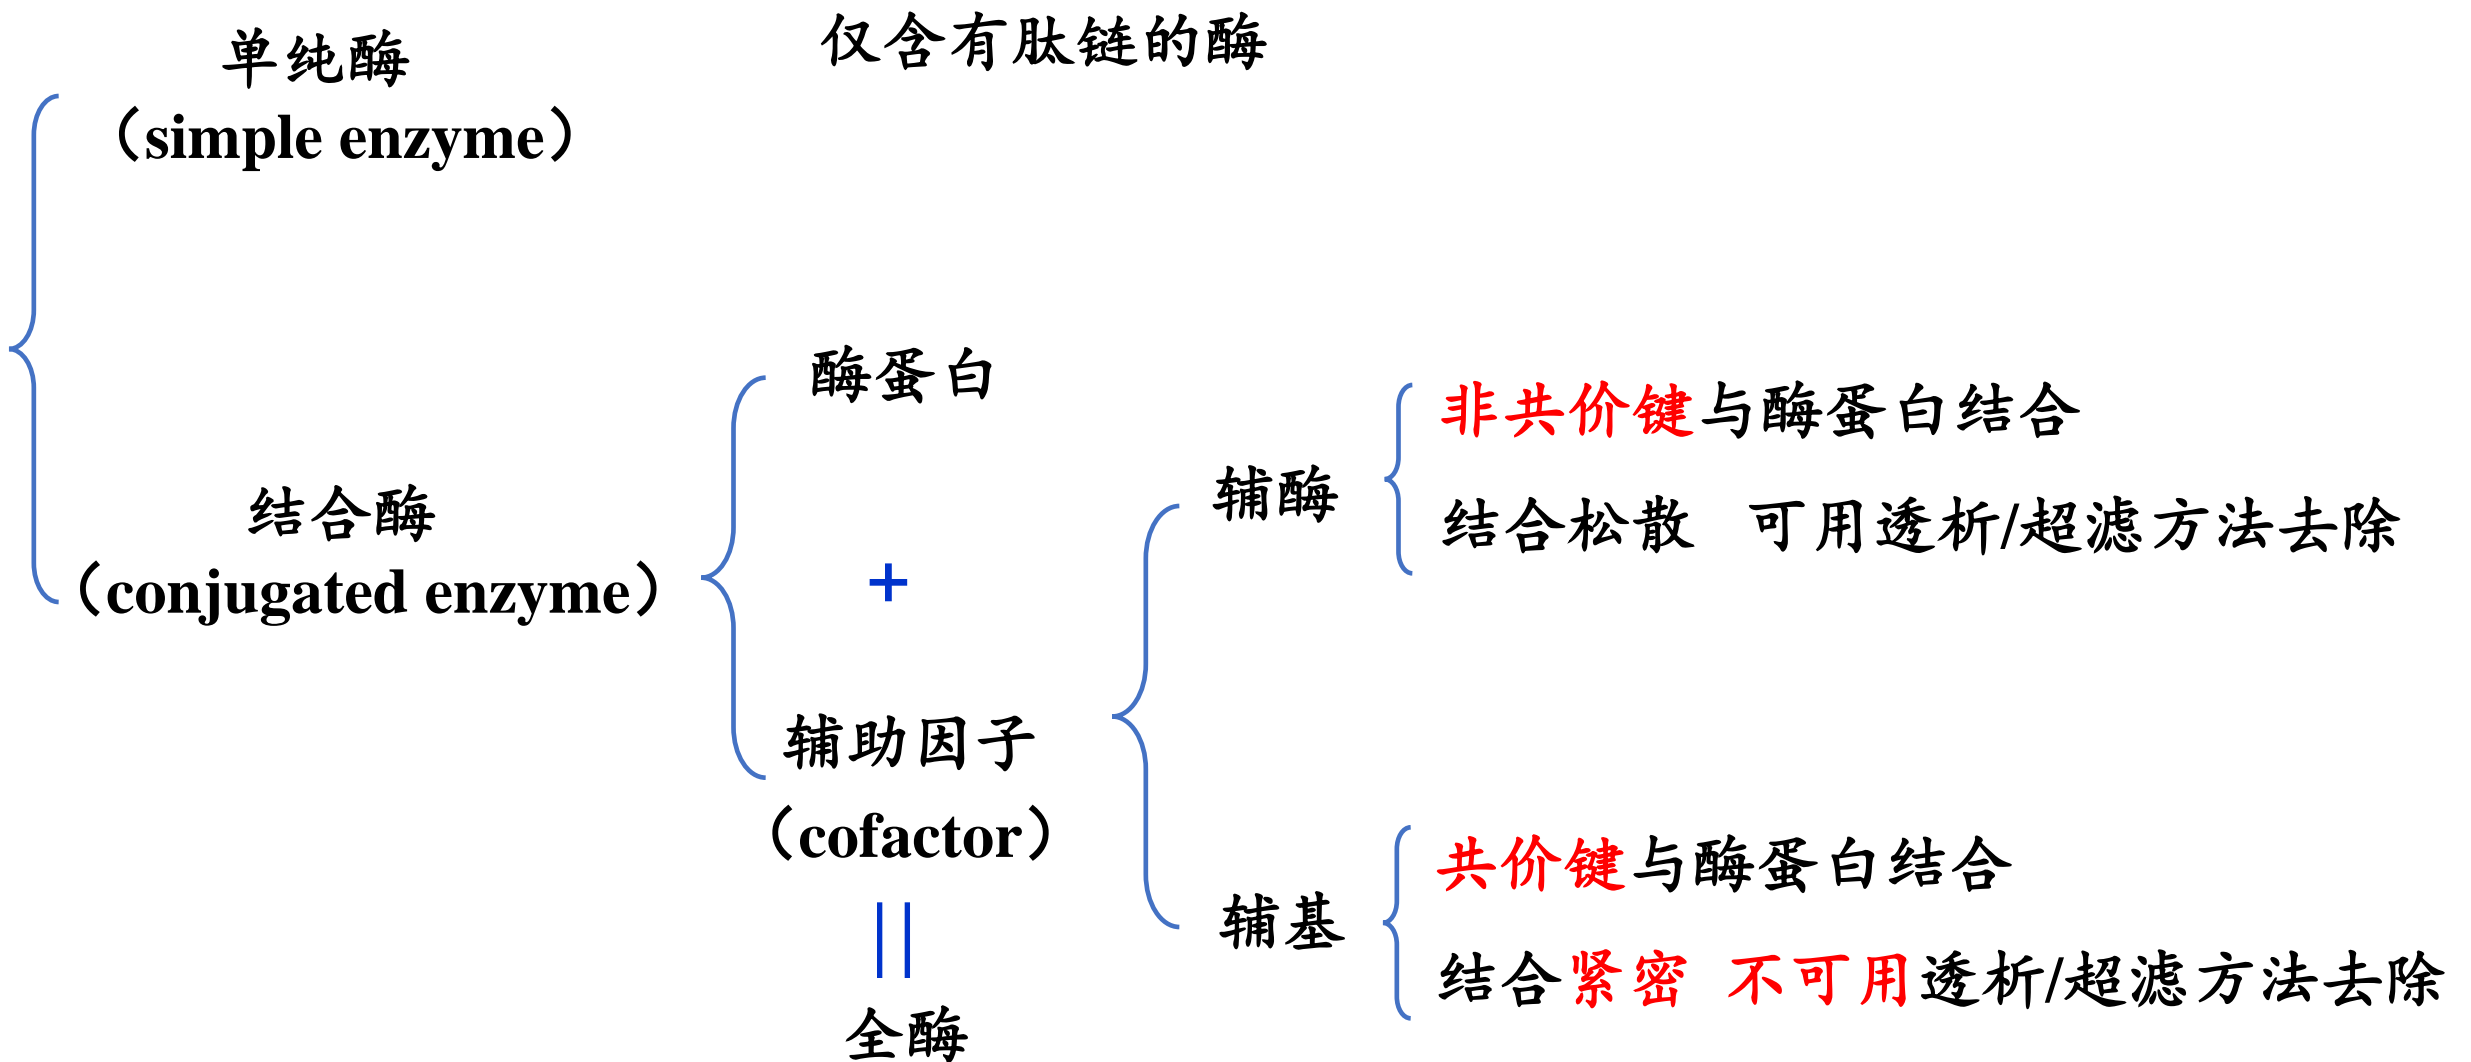 单纯酶
（simple enzyme）
仅含有肽链的酶
结合酶
（conjugated enzyme）
酶蛋白
+
辅助因子
（cofactor）
||
全酶
辅酶
非共价键与酶蛋白结合
结合松散 可用透析/超滤方法去除
辅基
共价键与酶蛋白结合
结合紧密 不可用透析/超滤方法去除